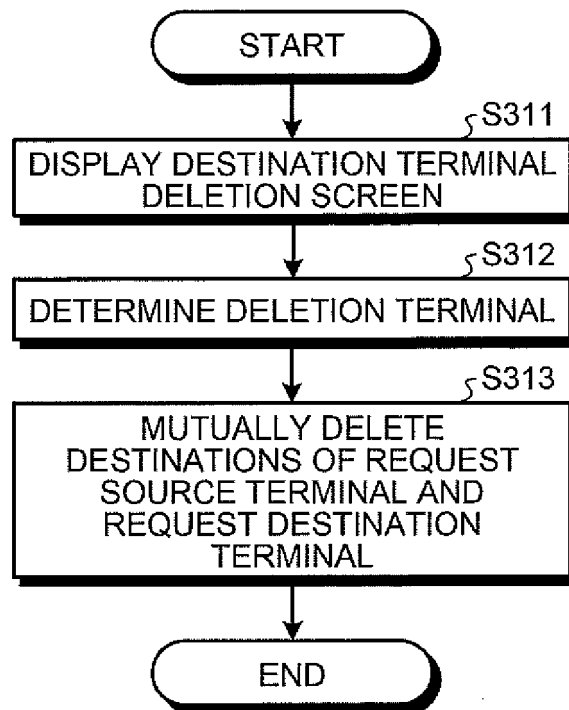 START
S311
DISPLAY DESTINATION TERMINAL
DELETION SCREEN
S312
DETERMINE DELETION TERMINAL
S313
MUTUALLY DELETE
DESTINATIONS OF REQUEST
SOURCE TERMINAL AND
REQUEST DESTINATION
TERMINAL
END